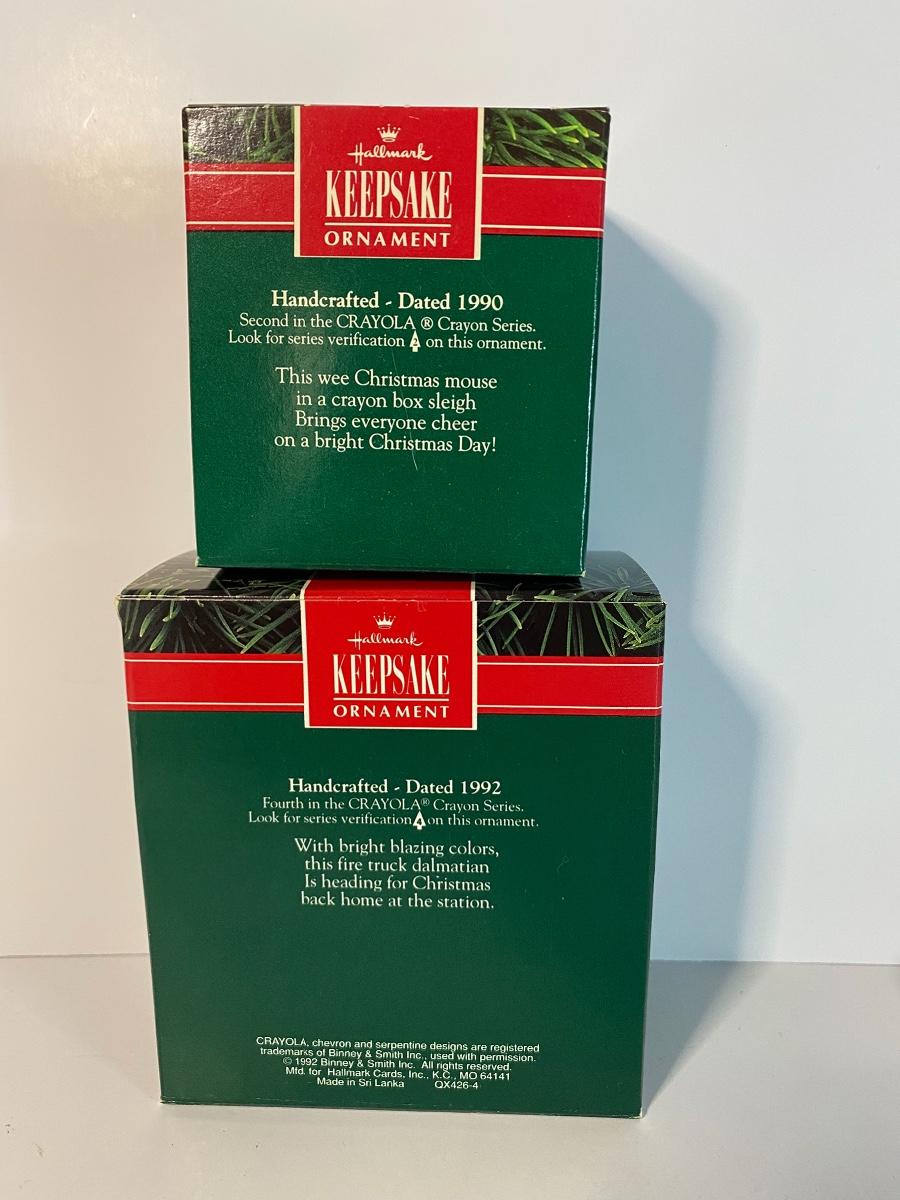 Hallmark
KEEPSAKE
ORNAMENT
Handcrafted - Dated 1990
Second in the CRAYOLA ® Crayon Series.
Look for series verification 2 on this ornament.
This wee Christmas mouse
in a crayon box sleigh
Brings everyone cheer
on a bright Christmas Day!
Hallmark
KEEPSAKE
ORNAMENT
Handcrafted - Dated 1992
Fourth in the CRAYOLA® Crayon Series.
Look for series verification 4 on this ornament.
With bright blazing colors,
this fire truck dalmatian
Is heading for Christmas
back home at the station.
CRAYOLA, chevron and serpentine designs are registered
trademarks of Binney & Smith Inc., used with permission.
© 1992 Binney & Smith Inc. All rights reserved.
Mfd. for Hallmark Cards, Inc., K.C., MO 64141
Made in Sri Lanka QX426-4